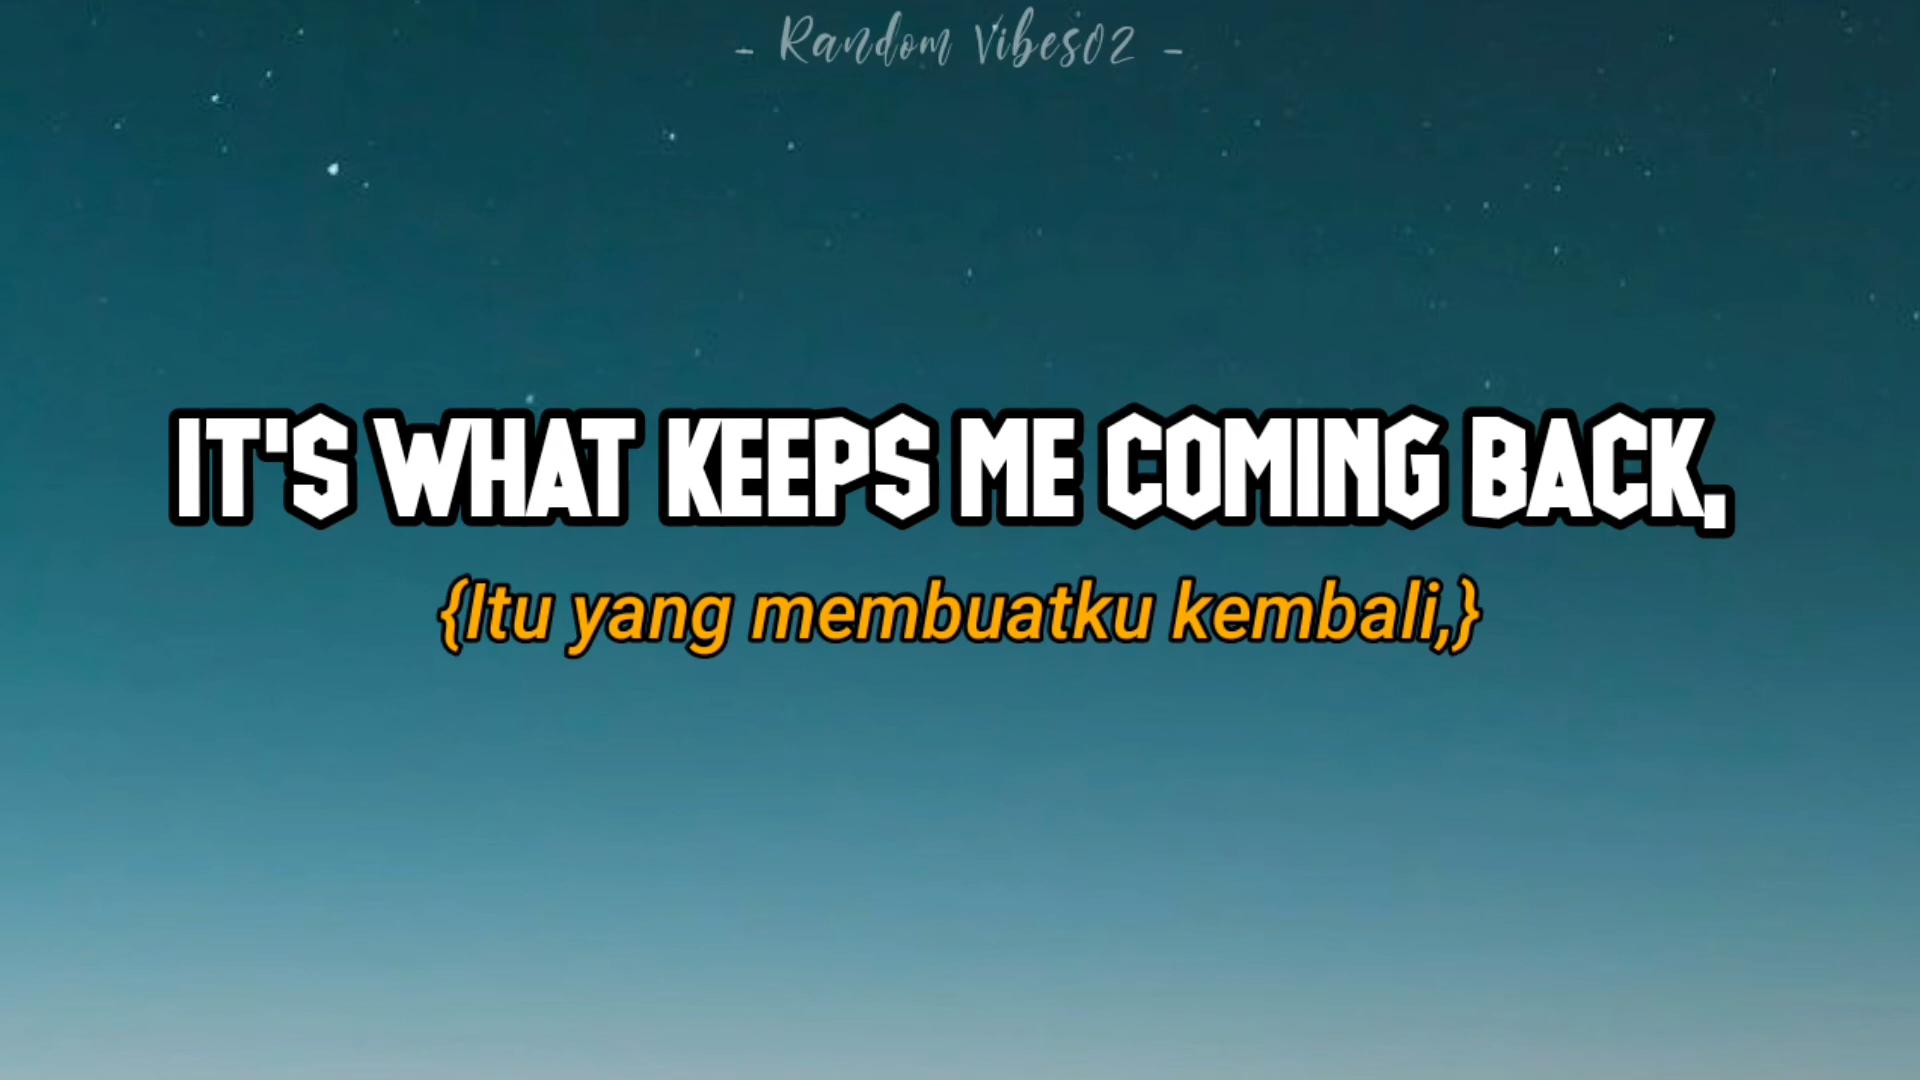 - Random Vibes02 -
IT'S WHAT KEEPS ME COMING BACK,
{Itu yang membuatku kembali,}